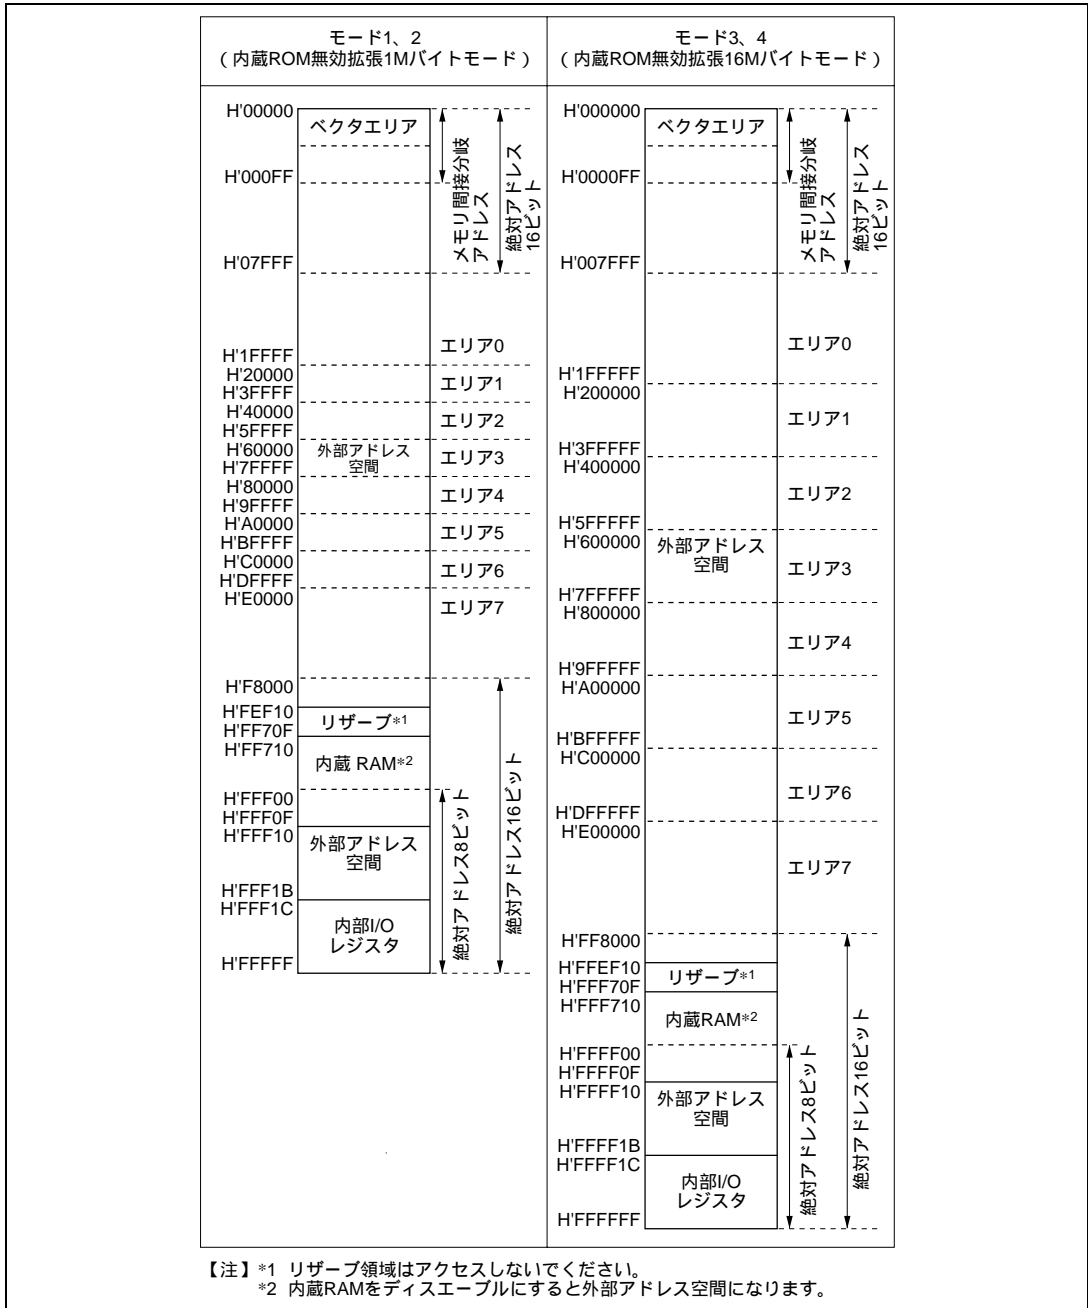 モード1、2
（内蔵ROM無効拡張1Mバイトモード）
H'00000
ベクタエリア
H'000FF
H'07FFF
メモリ間接分岐
アドレス
絶対アドレス
16ビット
H'1FFFF
H'20000
H'3FFFF
H'40000
H'5FFFF
H'60000
H'7FFFF
H'80000
H'9FFFF
H'A0000
H'BFFFF
H'C0000
H'DFFFF
H'E0000
外部アドレス
空間
エリア0
エリア1
エリア2
エリア3
エリア4
エリア5
エリア6
エリア7
H'F8000
H'FEF10
H'FF70F
H'FF710
リザーブ*1
内蔵 RAM*2
H'FFF00
H'FFF0F
H'FFF10
外部アドレス
空間
H'FFF1B
H'FFF1C
内部I/O
レジスタ
H'FFFFF
絶対アドレス8ビット
絶対アドレス16ビット
モード3、4
（内蔵ROM無効拡張16Mバイトモード）
H'000000
ベクタエリア
H'0000FF
H'007FFF
メモリ間接分岐
アドレス
絶対アドレス
16ビット
H'1FFFFF
H'200000
H'3FFFFF
H'400000
H'5FFFFF
H'600000
H'7FFFFF
H'800000
H'9FFFFF
H'A00000
H'BFFFFF
H'C00000
H'DFFFFF
H'E00000
外部アドレス
空間
エリア0
エリア1
エリア2
エリア3
エリア4
エリア5
エリア6
エリア7
H'FF8000
H'FFEF10
H'FFF70F
H'FFF710
リザーブ*1
内蔵RAM*2
H'FFFF00
H'FFFF0F
H'FFFF10
外部アドレス
空間
H'FFFF1B
H'FFFF1C
内部I/O
レジスタ
H'FFFFFF
絶対アドレス8ビット
絶対アドレス16ビット
【注】*1 リザーブ領域はアクセスしないでください。
*2 内蔵RAMをディスエーブルにすると外部アドレス空間になります。